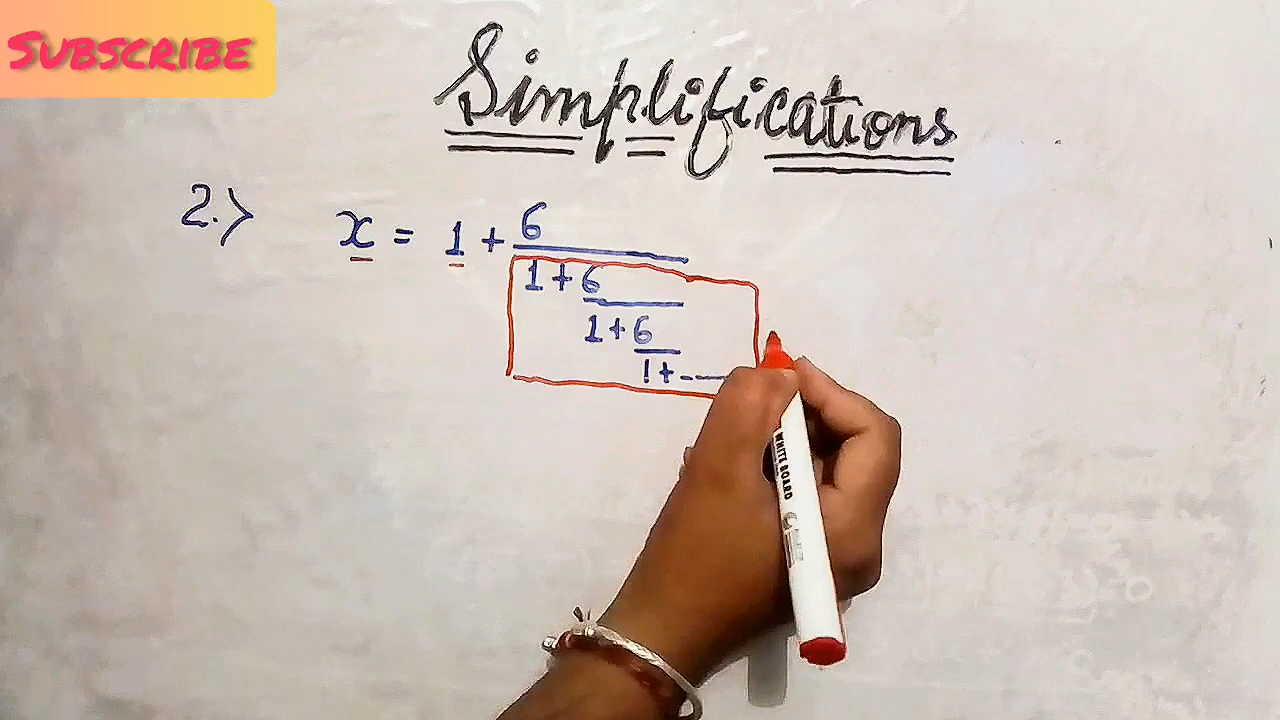 SUBSCRIBE
Simplifications
2.> x = 1 + 6
1 + 6
1 + 6
1 + ----
WHITE BOARD